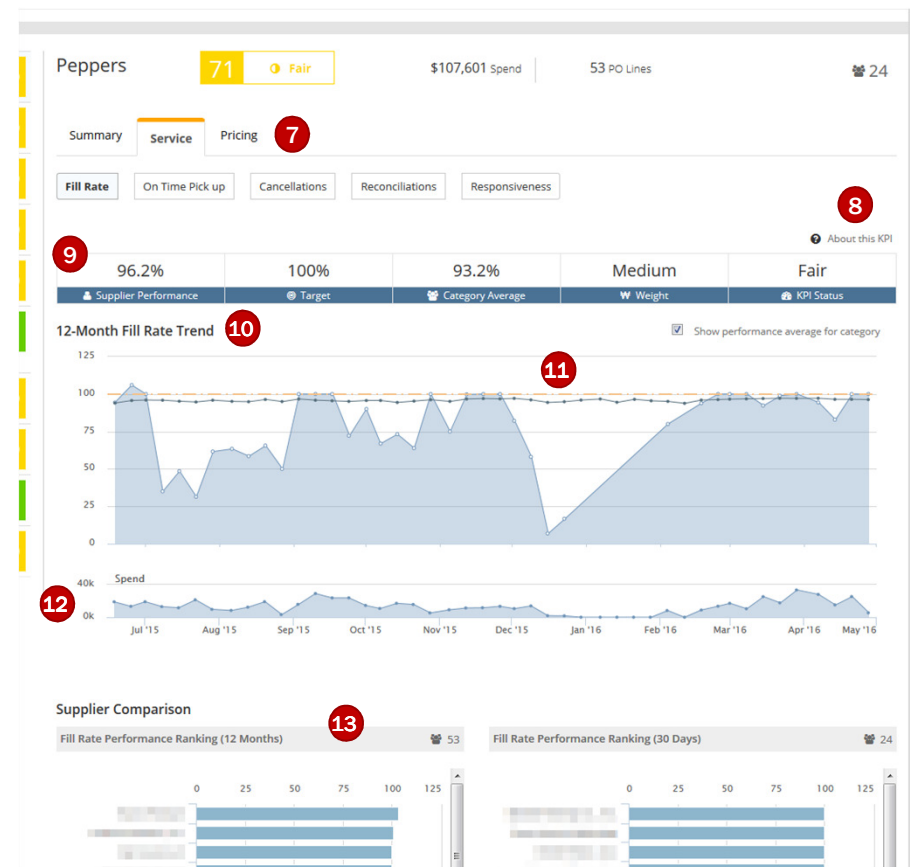 Peppers 71 Fair $107,601 Spend 53 PO Lines 24
Summary Service Pricing 7
Fill Rate On Time Pick up Cancellations Reconciliations Responsiveness
8
About this KPI
9
96.2% 100% 93.2% Medium Fair
Supplier Performance Target Category Average Weight KPI Status
12-Month Fill Rate Trend 10 Show performance average for category
125
11
100
75
50
25
0
40k Spend
12
0k
Jul '15 Aug '15 Sep '15 Oct '15 Nov '15 Dec '15 Jan '16 Feb '16 Mar '16 Apr '16 May '16
Supplier Comparison
13
Fill Rate Performance Ranking (12 Months) 53 Fill Rate Performance Ranking (30 Days) 24
0 25 50 75 100 125 0 25 50 75 100 125